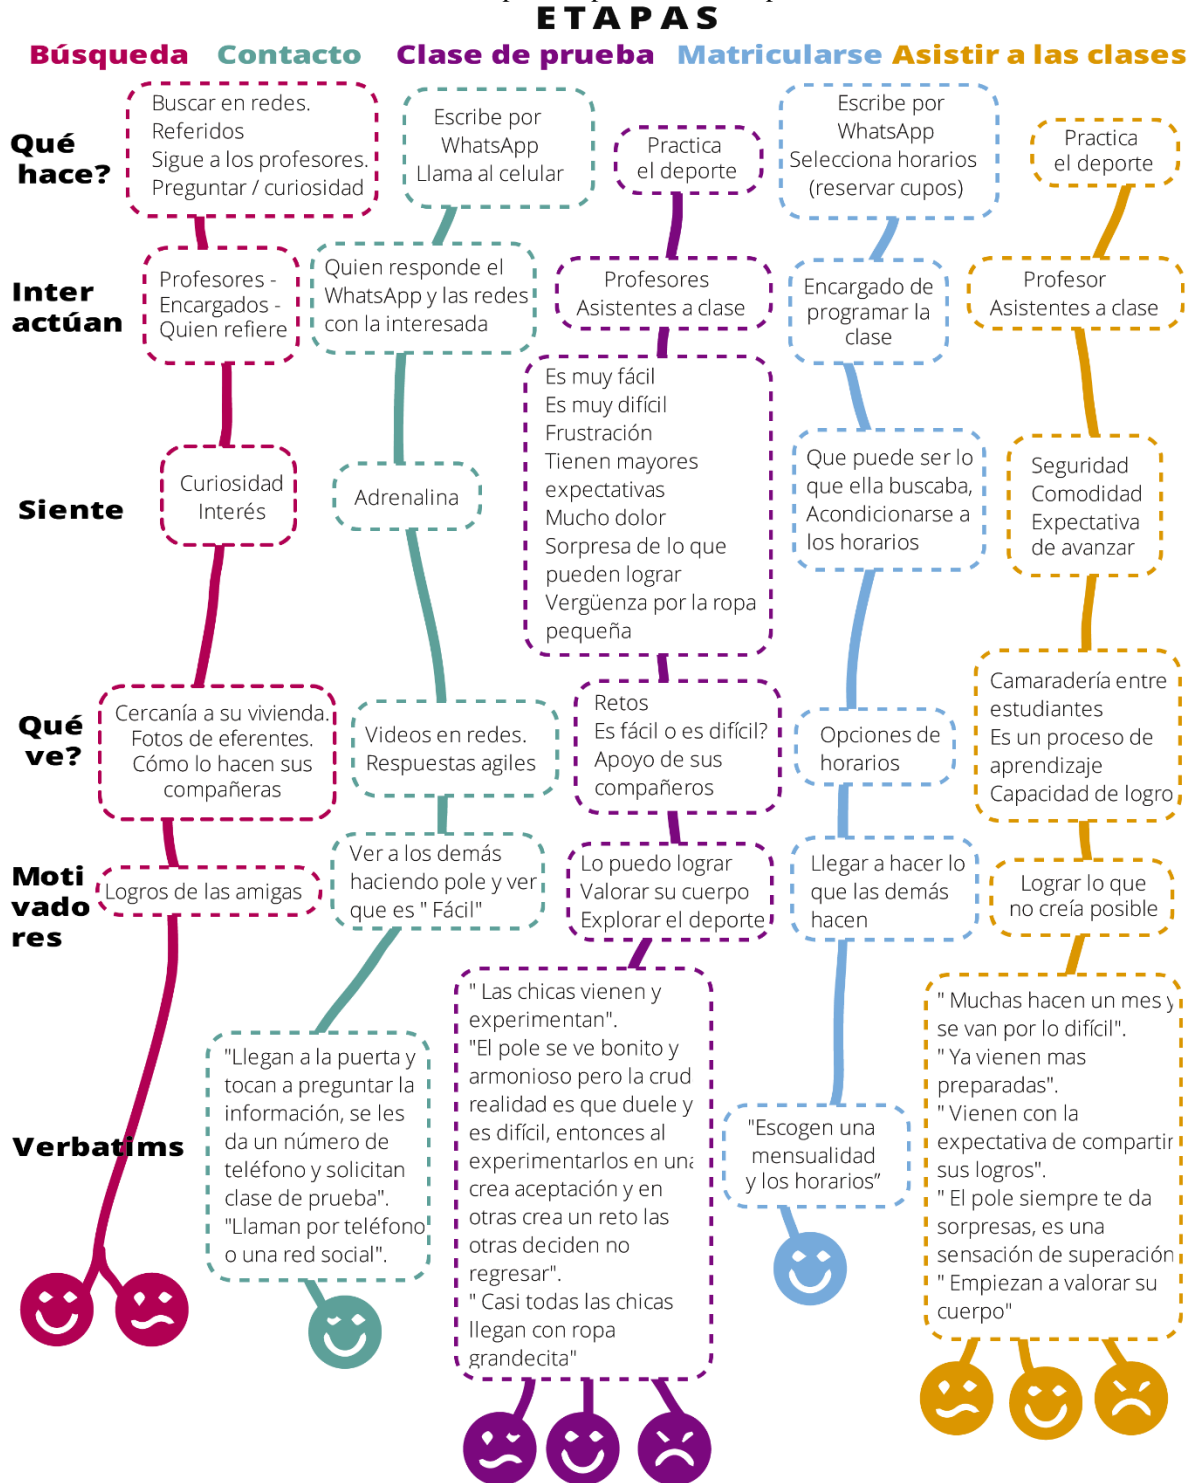 ETAPAS
Búsqueda
Contacto
Clase de prueba
Matricularse
Asistir a las clases
Qué
hace?
Buscar en redes.
Referidos
Sigue a los profesores.
Preguntar / curiosidad
Escribe por
WhatsApp
Llama al celular
Practica
el deporte
Escribe por
WhatsApp
Selecciona horarios
(reservar cupos)
Practica
el deporte
Inter
actúan
Profesores -
Encargados -
Quien refiere
Quien responde el
WhatsApp y las redes
con la interesada
Profesores
Asistentes a clase
Encargado de
programar la
clase
Profesor
Asistentes a clase
Siente
Curiosidad
Interés
Adrenalina
Es muy fácil
Es muy difícil
Frustración
Tienen mayores
expectativas
Mucho dolor
Sorpresa de lo que
pueden lograr
Vergüenza por la ropa
pequeña
Que puede ser lo
que ella buscaba,
Acondicionarse a
los horarios
Seguridad
Comodidad
Expectativa
de avanzar
Qué
ve?
Cercanía a su vivienda.
Fotos de eferentes.
Cómo lo hacen sus
compañeras
Videos en redes.
Respuestas agiles
Retos
Es fácil o es difícil?
Apoyo de sus
compañeros
Opciones de
horarios
Camaradería entre
estudiantes
Es un proceso de
aprendizaje
Capacidad de logro
Moti
vado
res
Logros de las amigas
Ver a los demás
haciendo pole y ver
que es " Fácil"
Lo puedo lograr
Valorar su cuerpo
Explorar el deporte
Llegar a hacer lo
que las demás
hacen
Lograr lo que
no creía posible
Verbatims
"Llegan a la puerta y
tocan a preguntar la
información, se les
da un número de
teléfono y solicitan
clase de prueba".
"Llaman por teléfono
o una red social".
" Las chicas vienen y
experimentan".
"El pole se ve bonito y
armonioso pero la crud
realidad es que duele y
es difícil, entonces al
experimentarlos en una
crea aceptación y en
otras crea un reto las
otras deciden no
regresar".
" Casi todas las chicas
llegan con ropa
grandecita"
"Escogen una
mensualidad
y los horarios”
" Muchas hacen un mes y
se van por lo difícil".
" Ya vienen mas
preparadas".
" Vienen con la
expectativa de compartir
sus logros".
" El pole siempre te da
sorpresas, es una
sensación de superación
" Empiezan a valorar su
cuerpo"